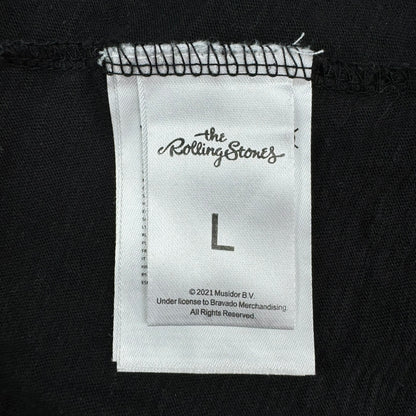 the
Rolling Stones
L
© 2021 Musidor B.V.
Under license to Bravado Merchandising.
All Rights Reserved.